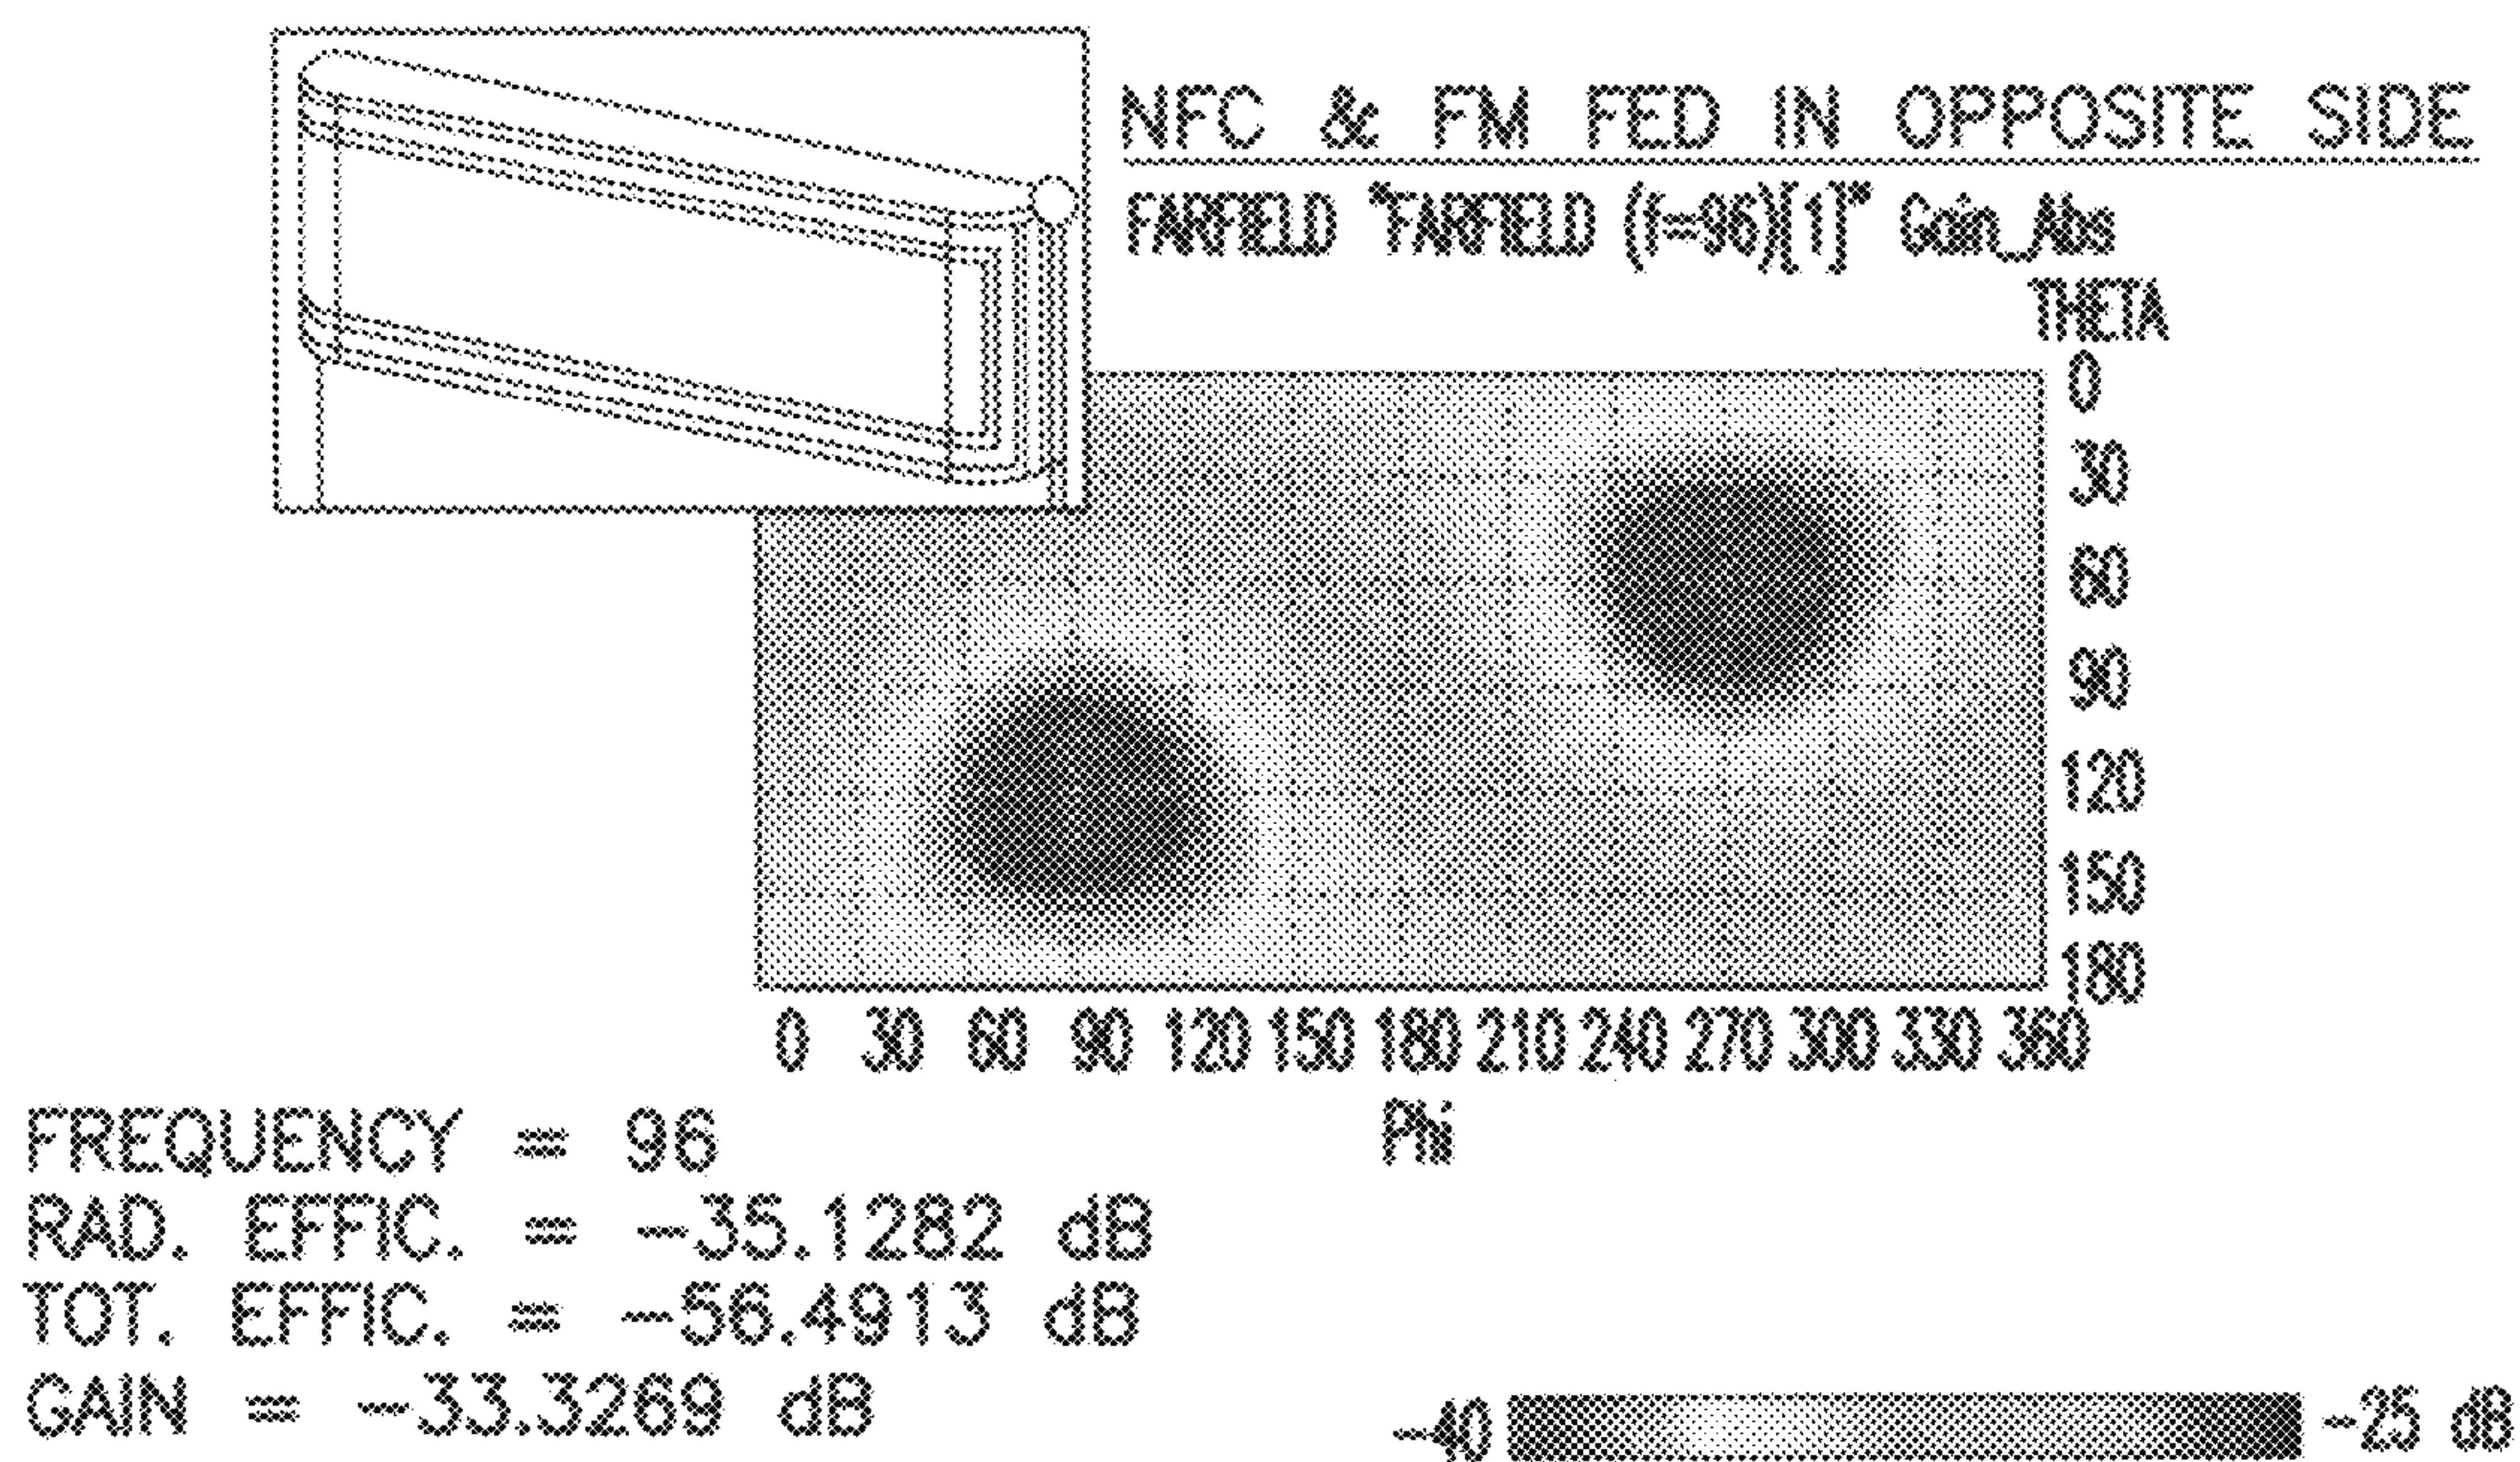 NFC & FM FED IN OPPOSITE SIDE
FARFIELD "FARFIELD (f=96)[1]" Gain_Abs
THETA
0
30
60
90
120
150
180
0 30 60 90 120 150 180 210 240 270 300 330 360
Phi
FREQUENCY = 96
RAD. EFFIC. = -35.1282 dB
TOT. EFFIC. = -56.4913 dB
GAIN = -33.3269 dB
-40 -25 dB